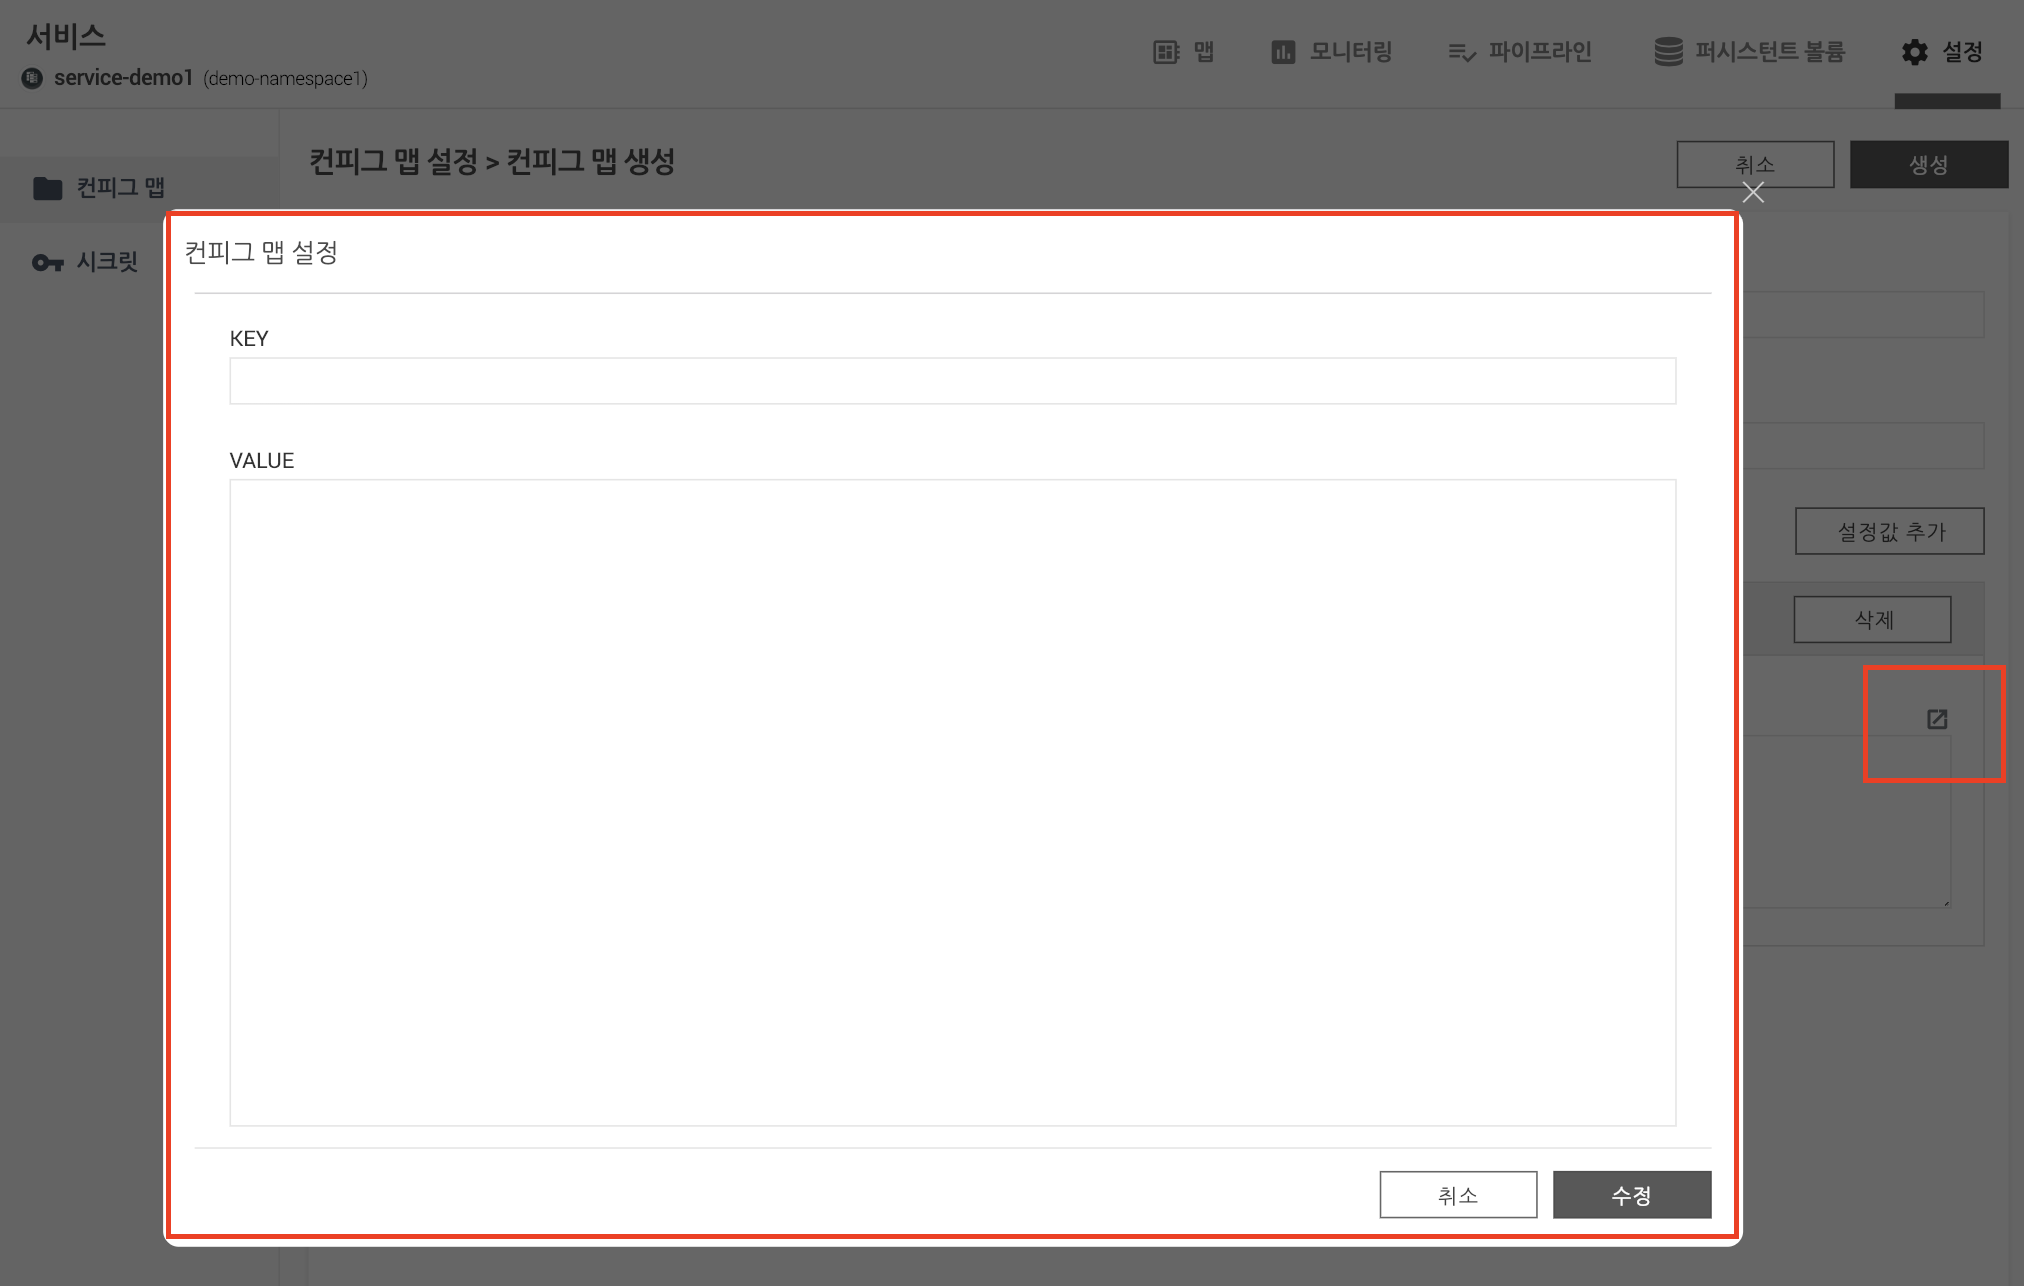 서비스
service-demo1 (demo-namespace1)
맵
모니터링
파이프라인
퍼시스턴트 볼륨
설정
컨피그 맵
시크릿
컨피그 맵 설정 > 컨피그 맵 생성
취소
생성
설정값 추가
삭제
컨피그 맵 설정
KEY
VALUE
취소
수정